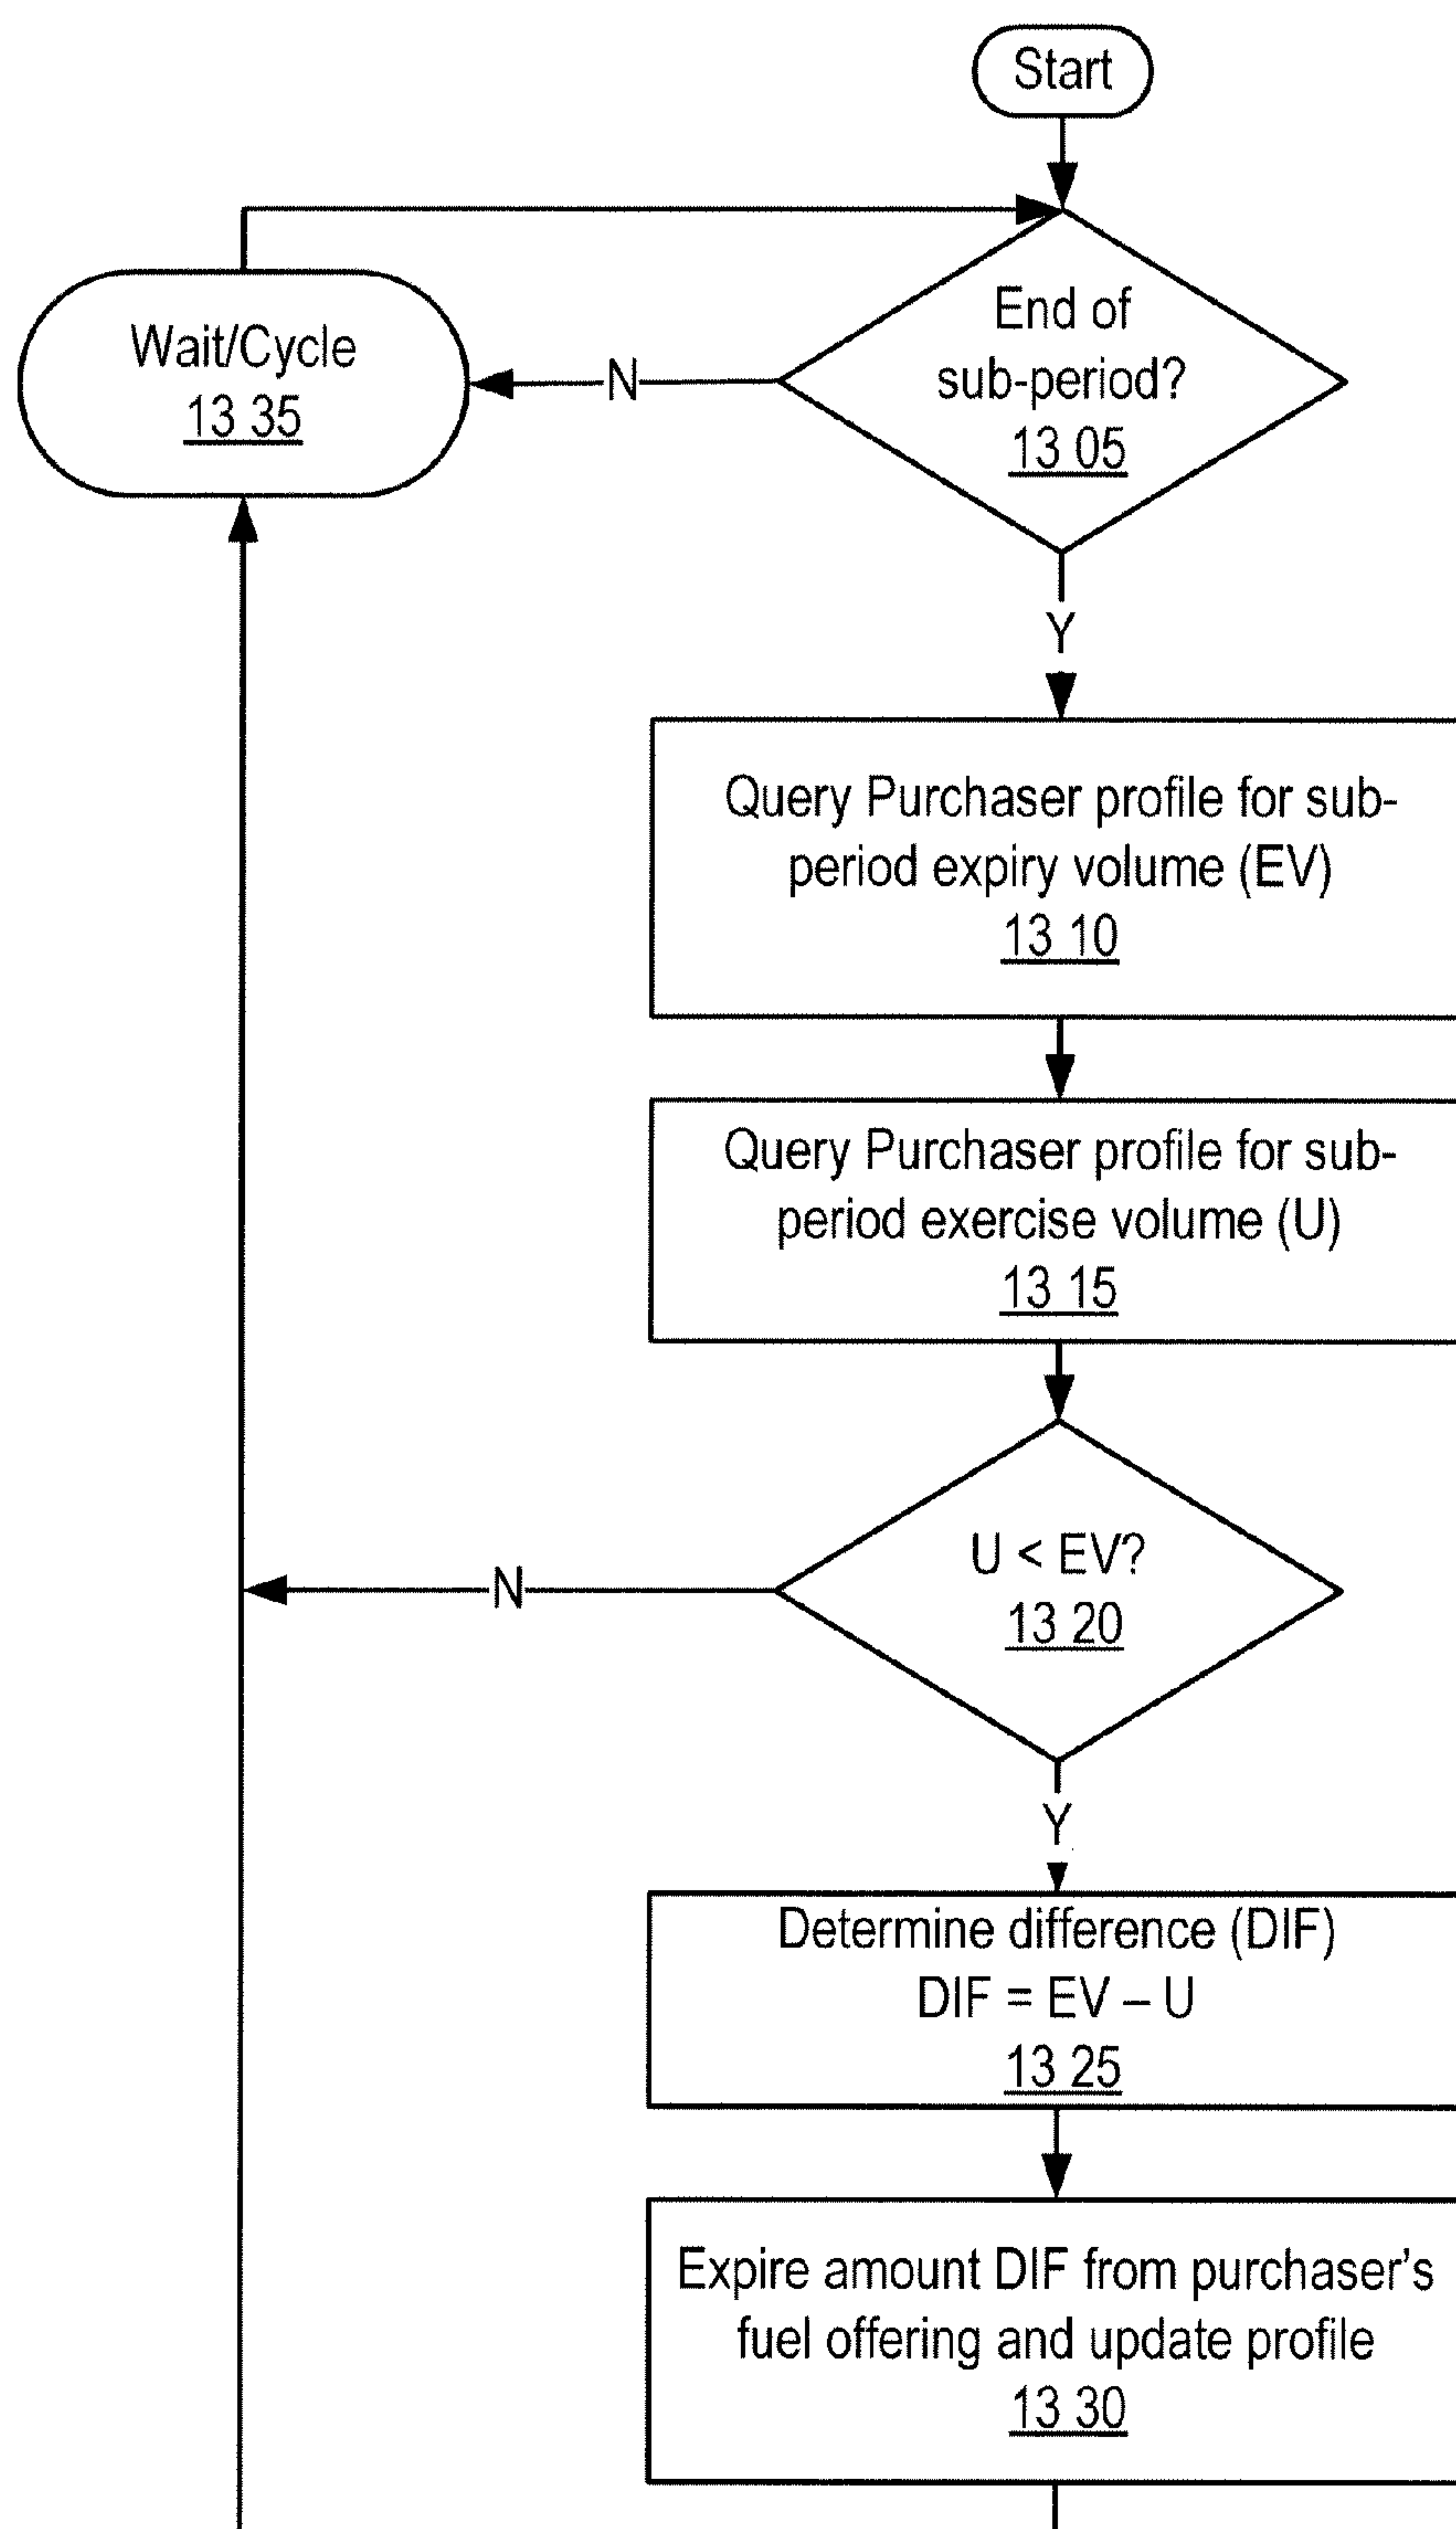 Start
Wait/Cycle
13 35
N
End of
sub-period?
13 05
Y
Query Purchaser profile for sub-
period expiry volume (EV)
13 10
Query Purchaser profile for sub-
period exercise volume (U)
13 15
N
U < EV?
13 20
Y
Determine difference (DIF)
DIF = EV – U
13 25
Expire amount DIF from purchaser’s
fuel offering and update profile
13 30